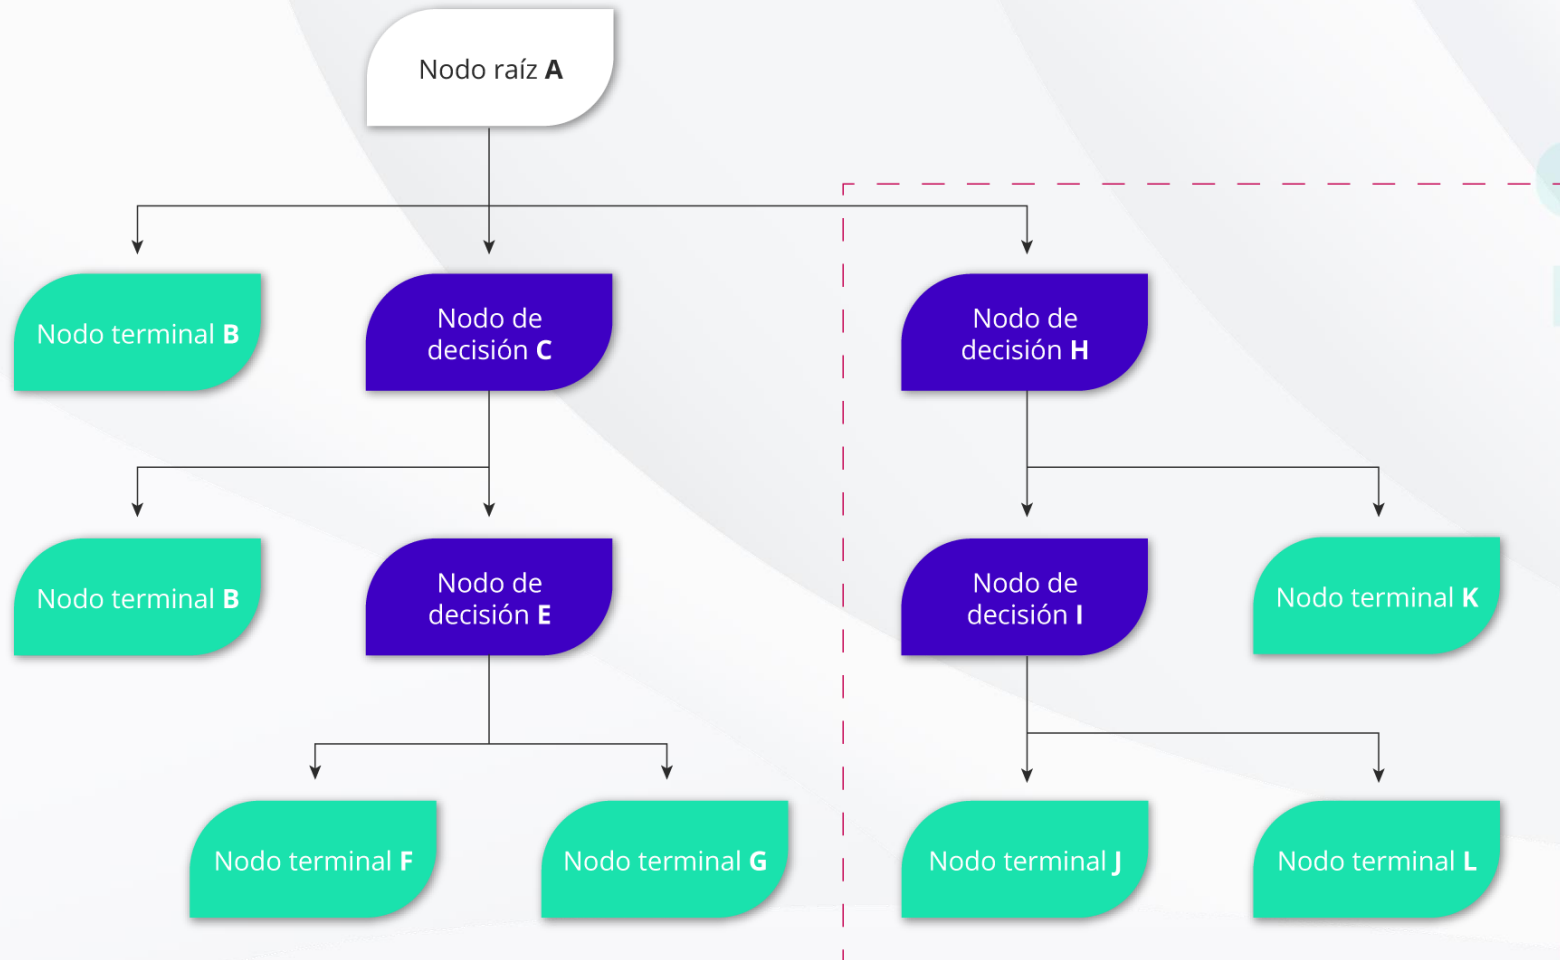 Nodo raíz A
Nodo terminal B
Nodo de
decisión C
Nodo de
decisión H
Nodo terminal B
Nodo de
decisión E
Nodo de
decisión I
Nodo terminal K
Nodo terminal F
Nodo terminal G
Nodo terminal J
Nodo terminal L